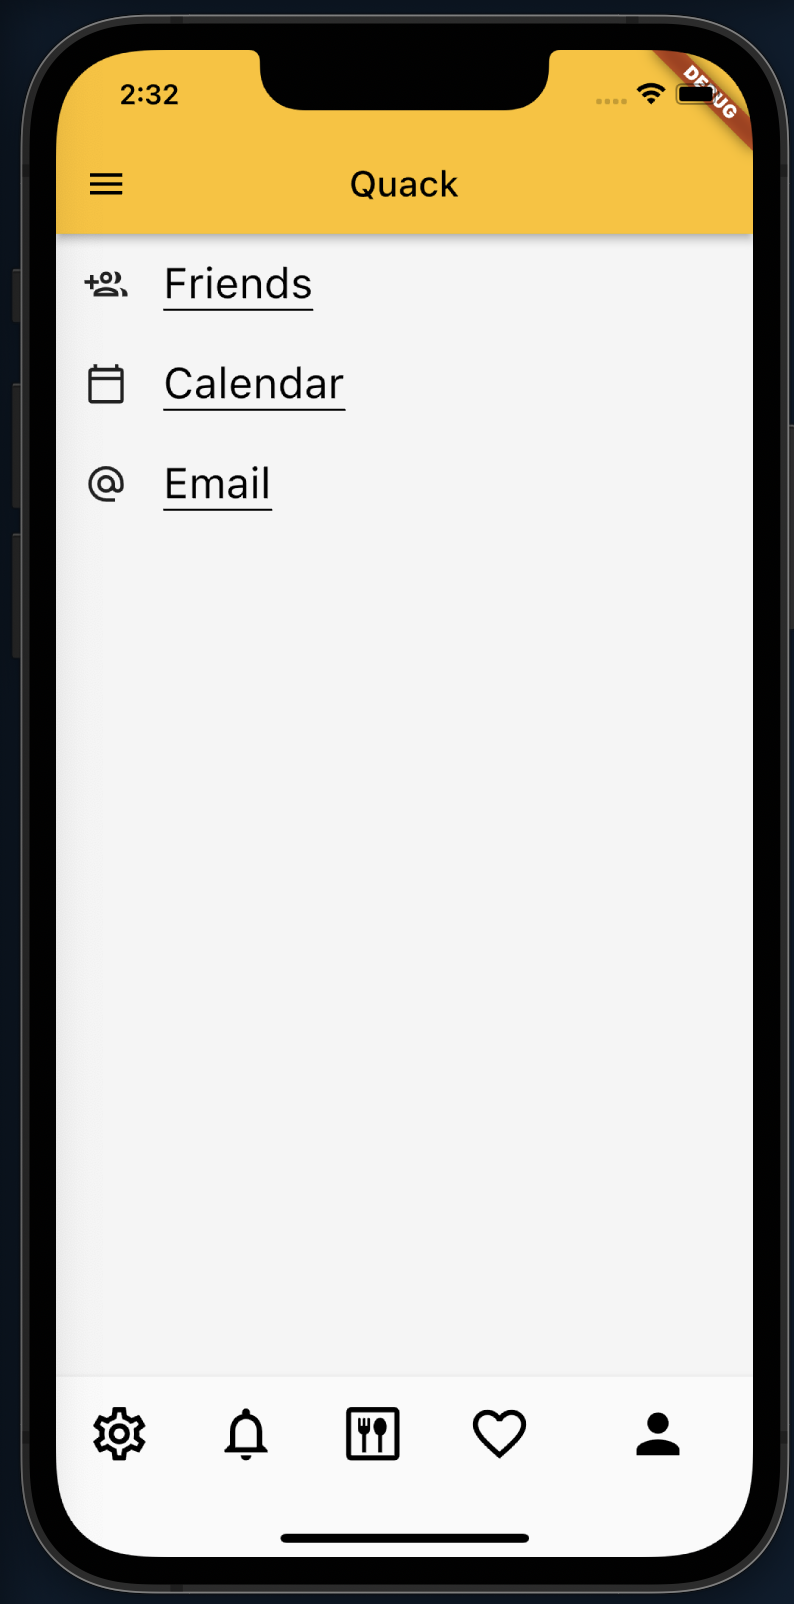 2:32
DEBUG
Quack
Friends
Calendar
Email